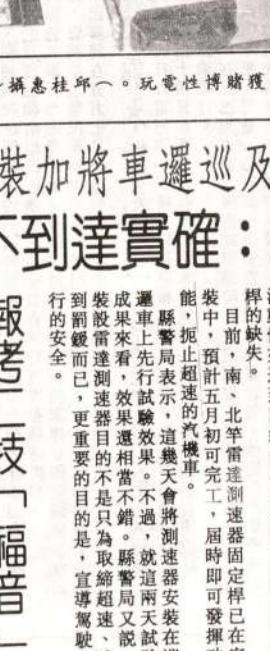 獲賭博性電玩。（邱桂惠攝
及巡邏車將加裝
：確實達到不
桿的缺失。
目前，南、北竿雷達測速器固定桿已在
裝中，預計五月初可完工，屆時即可發揮
能，扼止超速的汽機車。
縣警局表示，這幾天會將測速器安裝在
邏車上先行試驗效果。不過，就這兩天試
成果來看，效果還相當不錯。縣警局又說
裝設雷達測速器目的不是只為取締超速、
到罰鍰而已，更重要的目的是，宣導駕駛
行的安全。
報考二技「福音